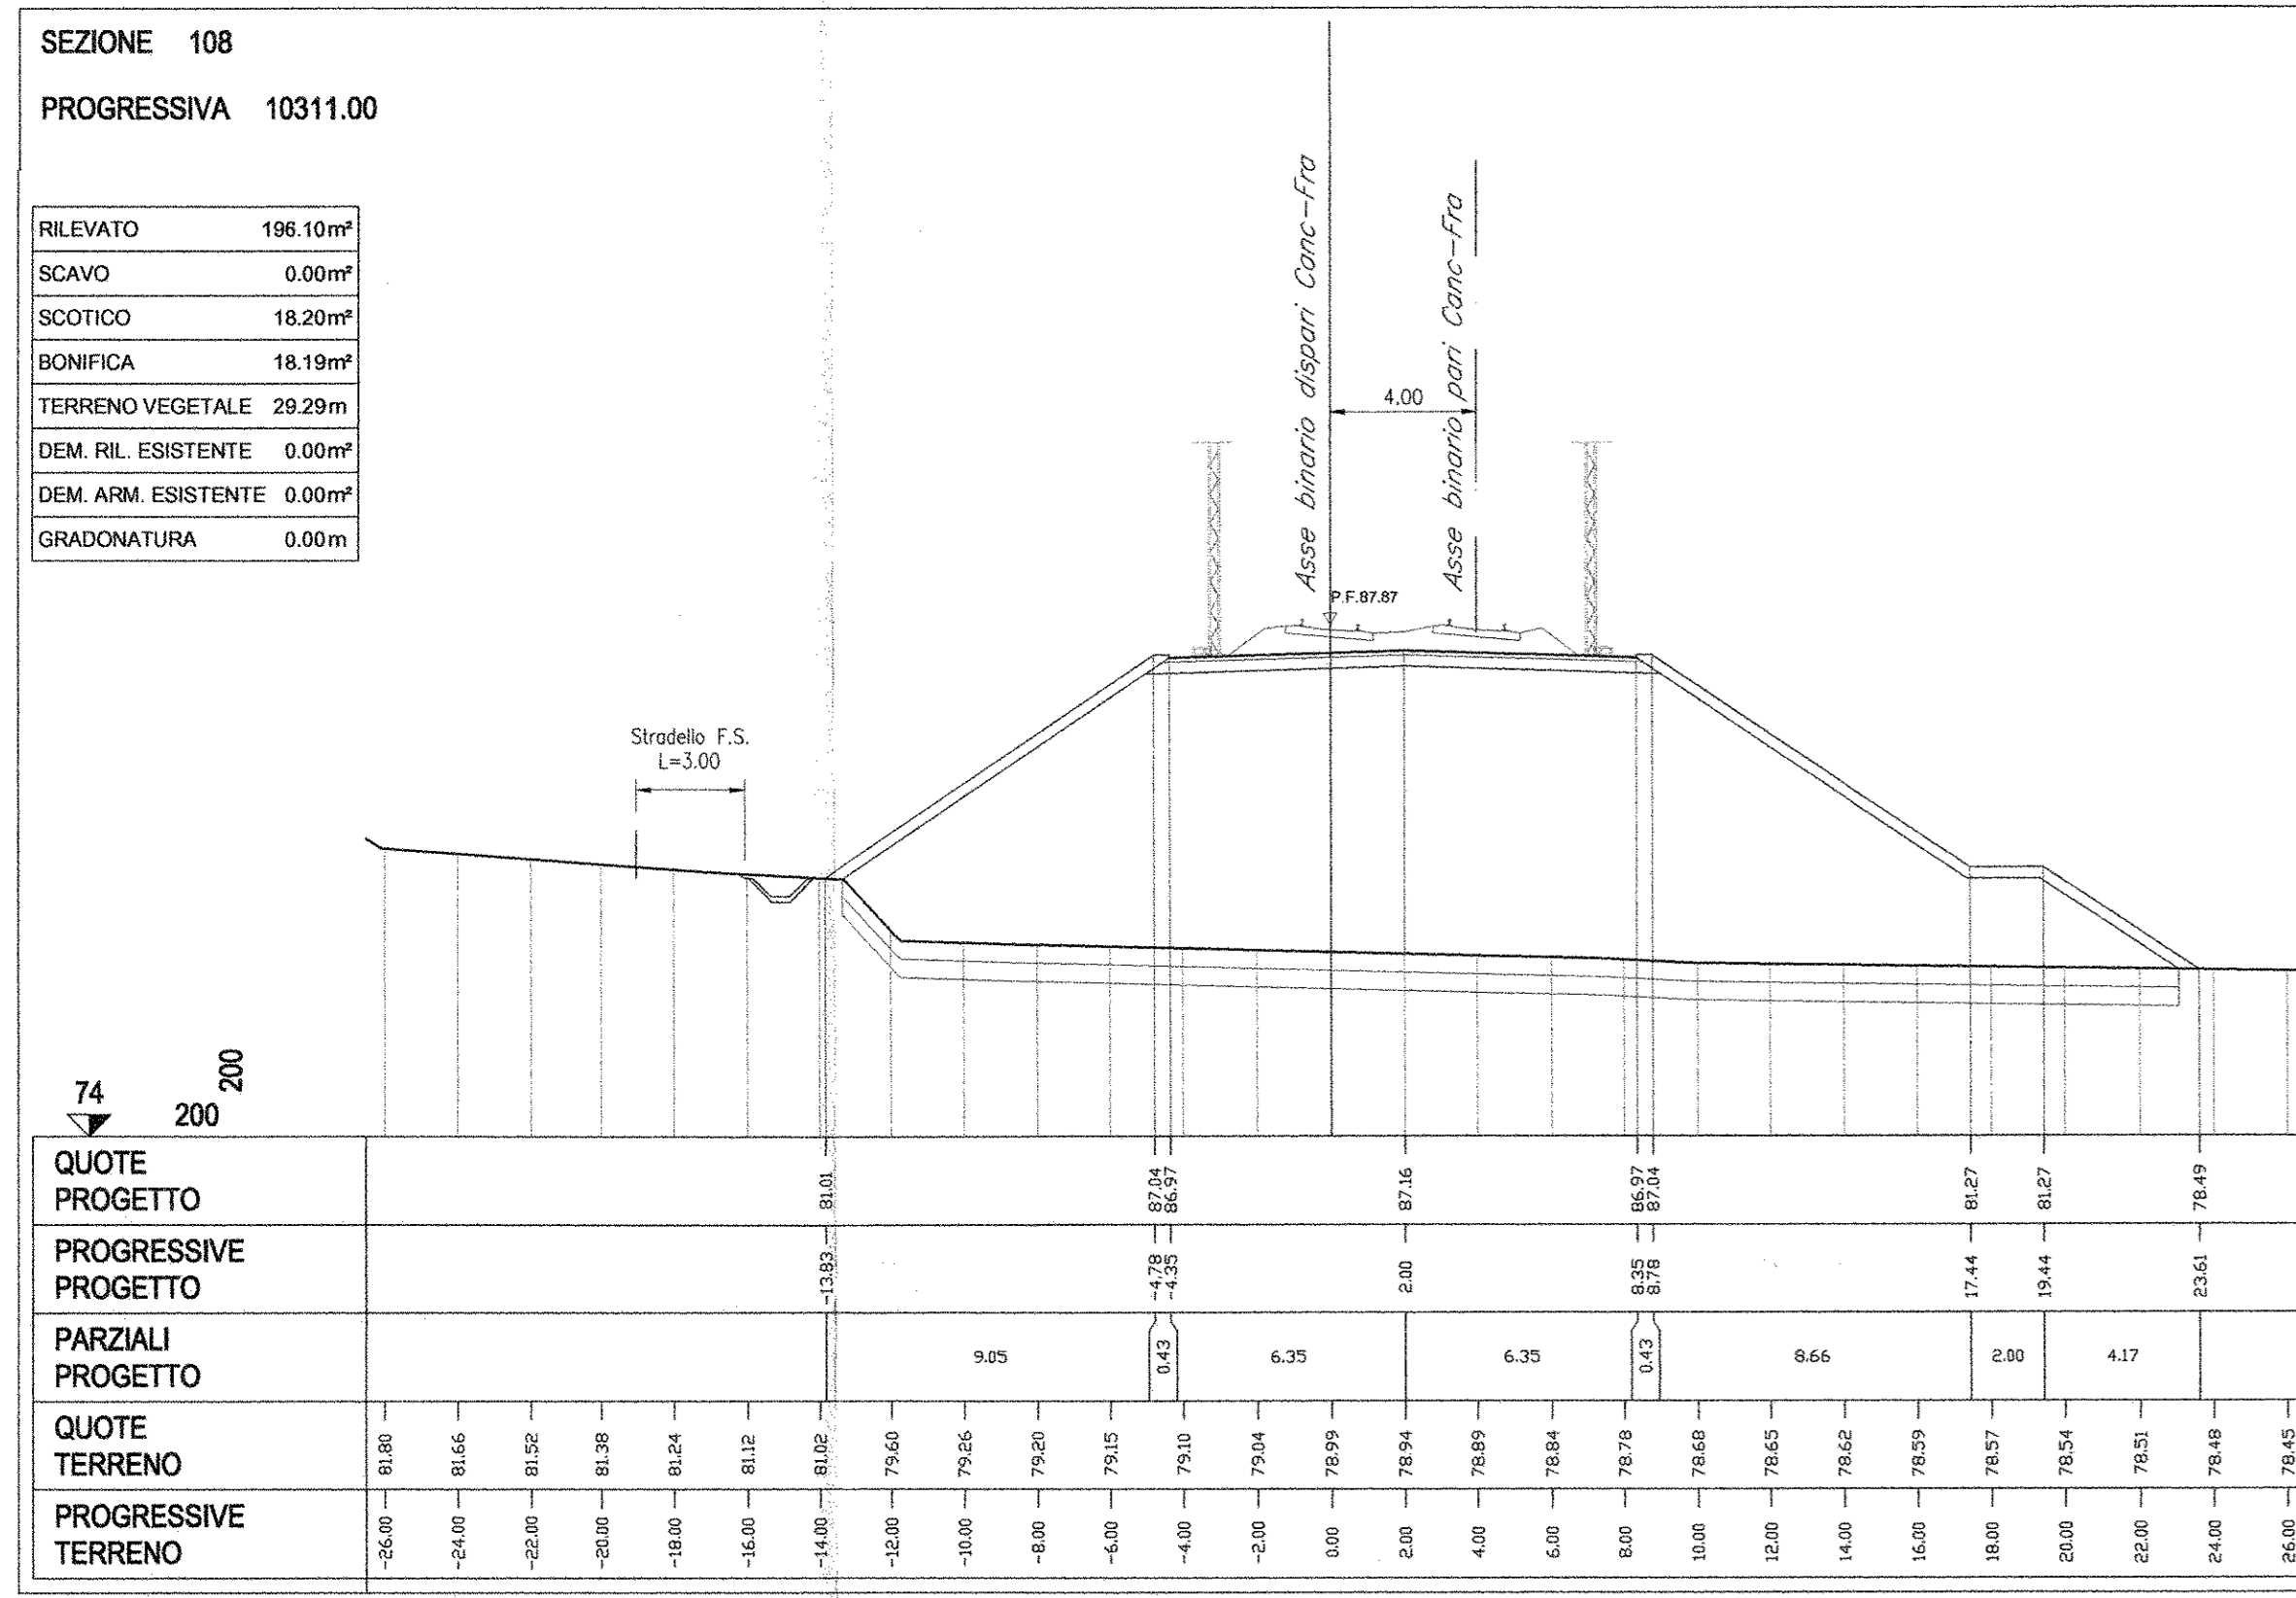 SEZIONE 108
PROGRESSIVA 10311.00
RILEVATO 196.10m²
SCAVO 0.00m²
SCOTICO 18.20m²
BONIFICA 18.19m²
TERRENO VEGETALE 29.29m
DEM. RIL. ESISTENTE 0.00m²
DEM. ARM. ESISTENTE 0.00m²
GRADONATURA 0.00m
Asse binario dispari Canc-Fra
Asse binario pari Canc-Fra
4.00
P.F.87.87
Stradello F.S.
L=3.00
74
200
200
QUOTE
PROGETTO
81.01 87.04 86.97 87.16 86.97 87.04 81.27 81.27 78.49
PROGRESSIVE
PROGETTO
-13.83 -4.78 -4.35 2.00 8.35 8.78 17.44 19.44 23.61
PARZIALI
PROGETTO
9.05 0.43 6.35 6.35 0.43 8.66 2.00 4.17
QUOTE
TERRENO
81.80 81.66 81.52 81.38 81.24 81.12 81.02 79.60 79.26 79.20 79.15 79.10 79.04 78.99 78.94 78.89 78.84 78.78 78.68 78.65 78.62 78.59 78.57 78.54 78.51 78.48 78.45
PROGRESSIVE
TERRENO
-26.00 -24.00 -22.00 -20.00 -18.00 -16.00 -14.00 -12.00 -10.00 -8.00 -6.00 -4.00 -2.00 0.00 2.00 4.00 6.00 8.00 10.00 12.00 14.00 16.00 18.00 20.00 22.00 24.00 26.00